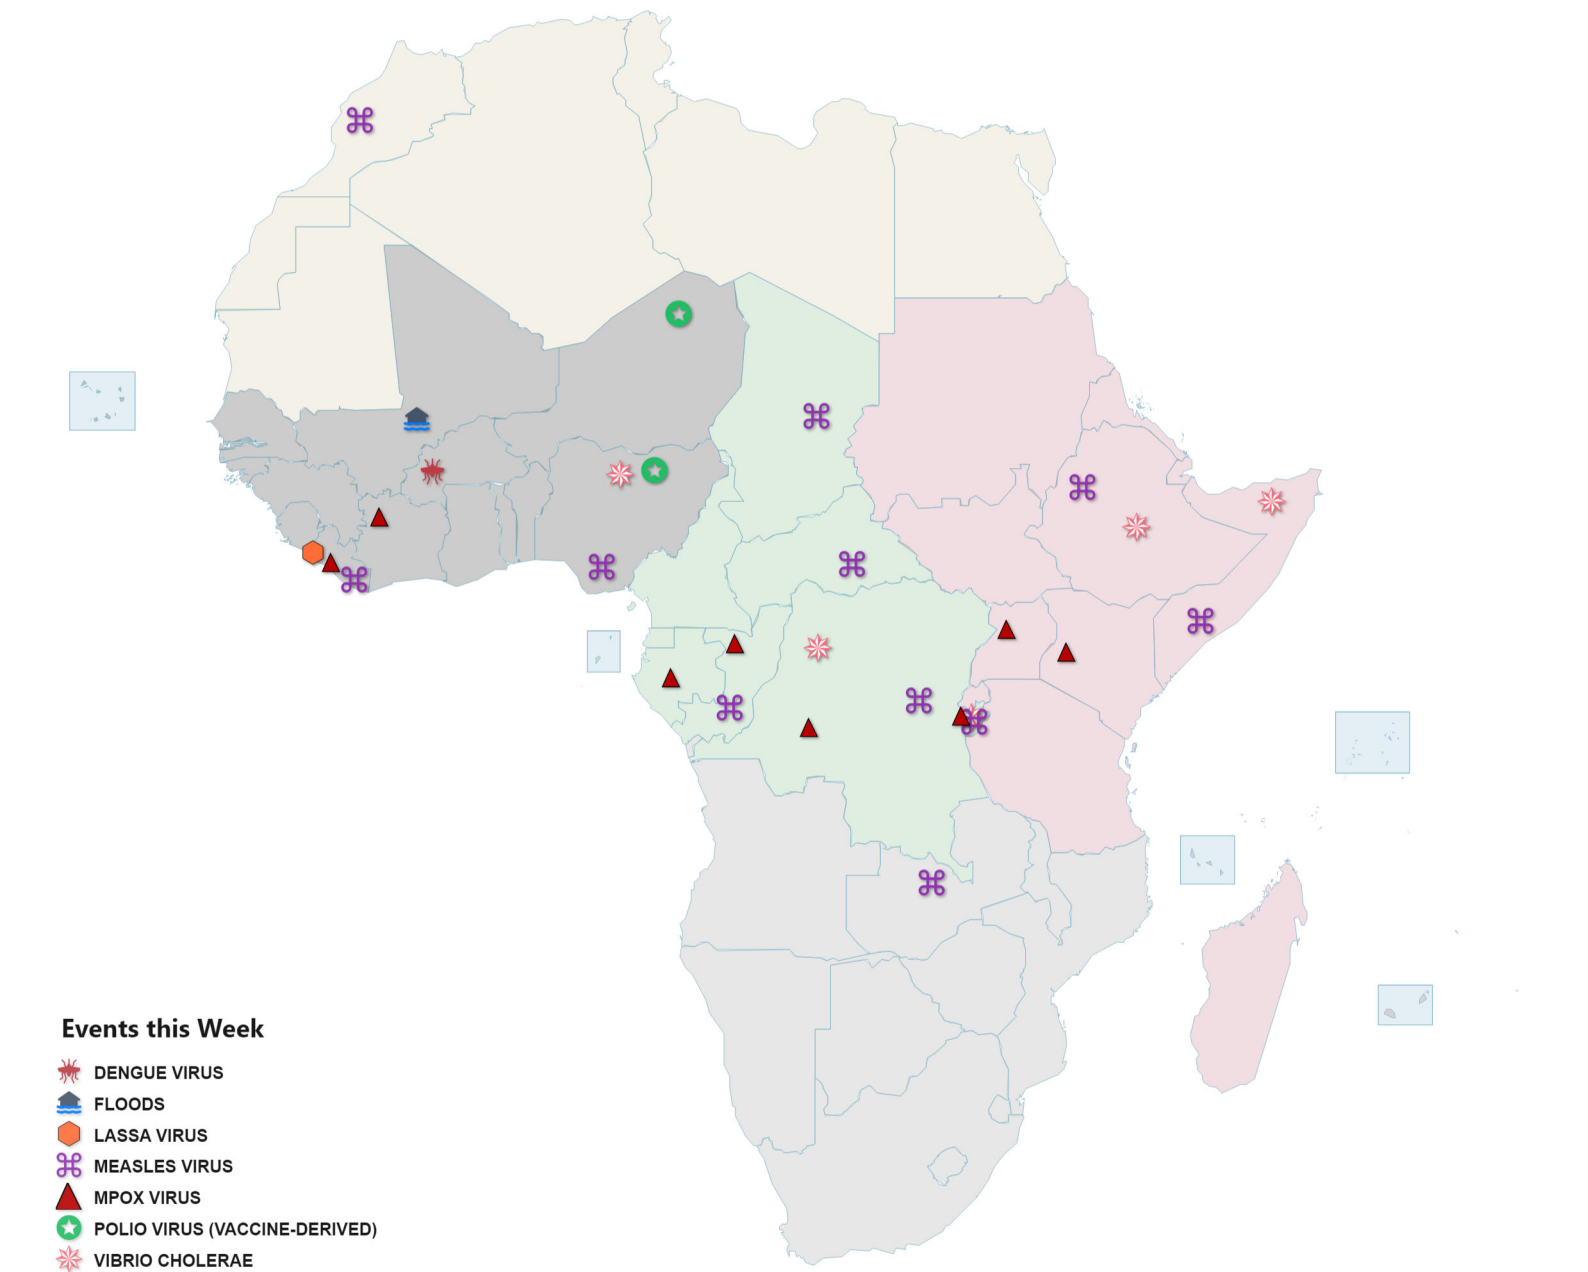 Events this Week
DENGUE VIRUS
FLOODS
LASSA VIRUS
MEASLES VIRUS
MPOX VIRUS
POLIO VIRUS (VACCINE-DERIVED)
VIBRIO CHOLERAE